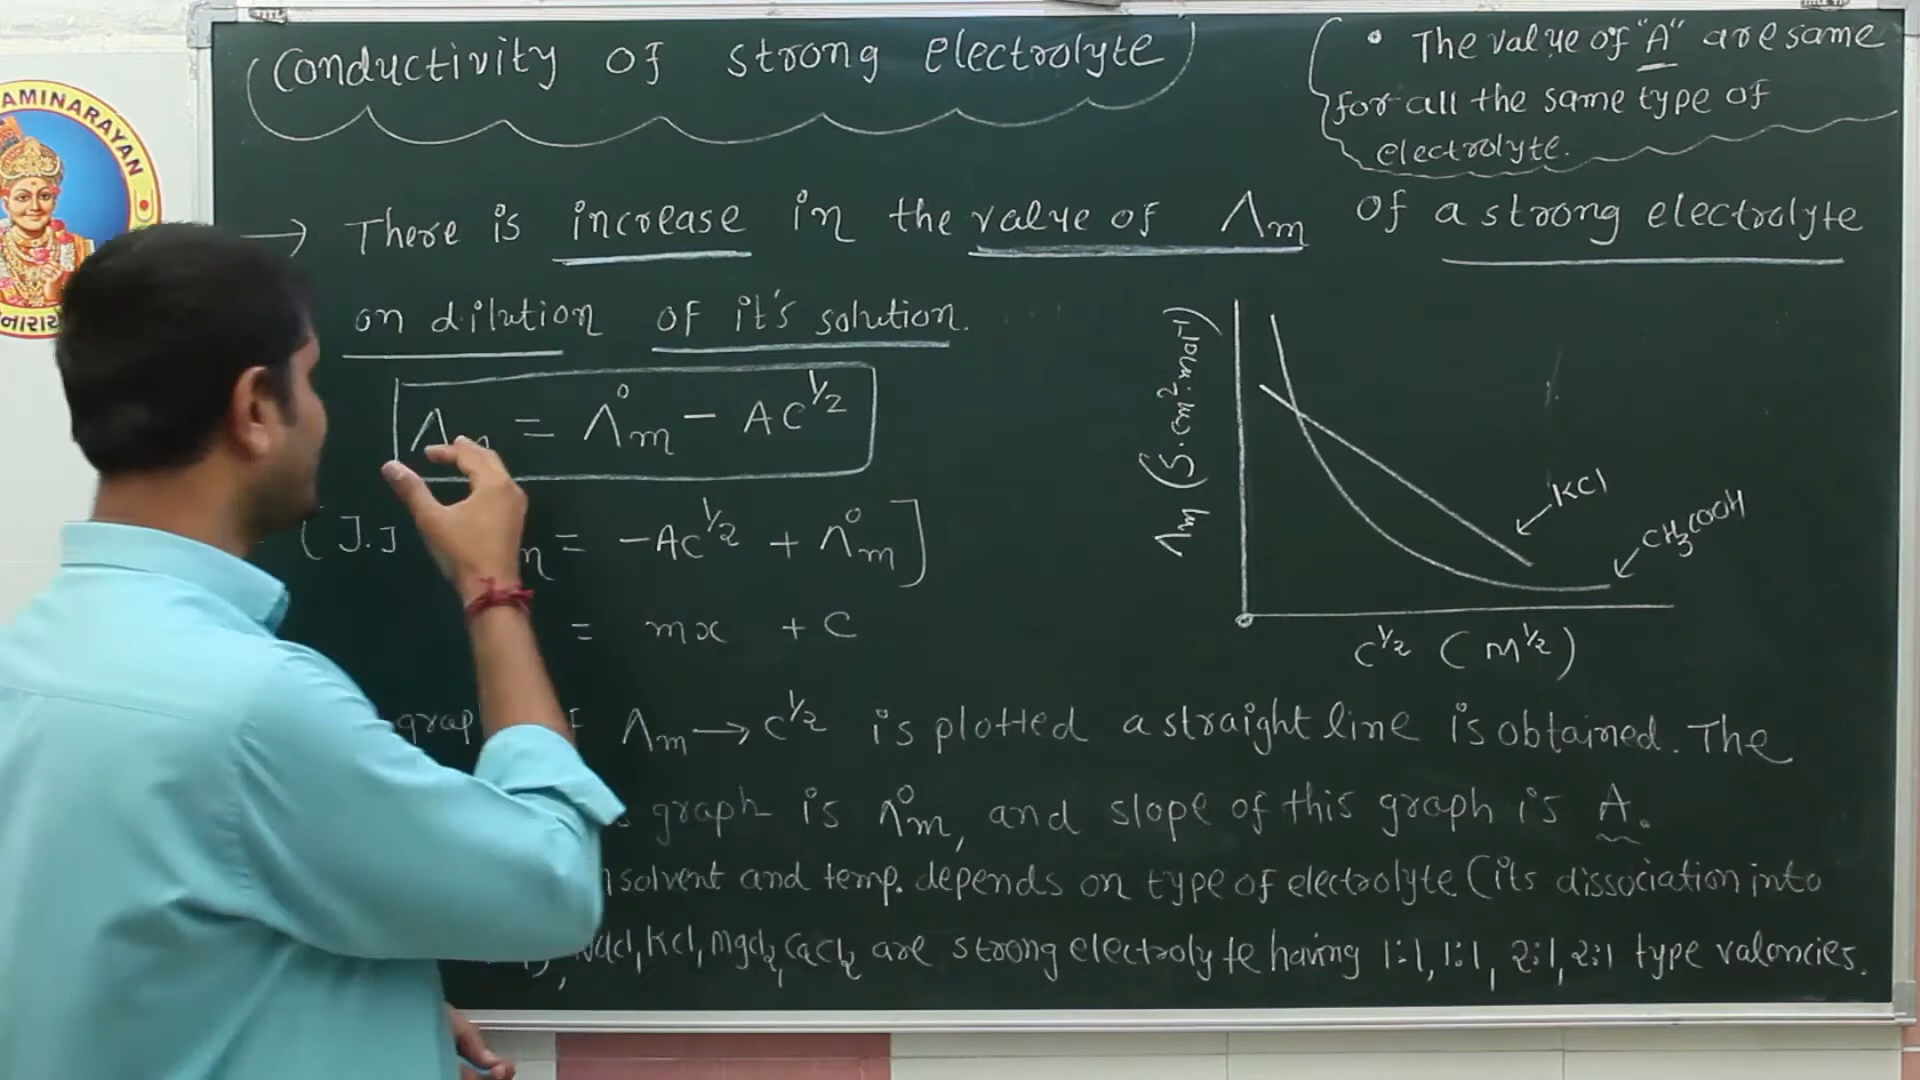 Conductivity of strong electrolyte
• The value of "A" are same
for all the same type of
electrolyte.
→ There is increase in the value of Λm of a strong electrolyte
on dilution of it's solution.
Λm = Λ°m - AC^1/2
= -AC^1/2 + Λ°m ]
= mx + C
Λm (S.cm².mol⁻¹)
KCl
CH₃COOH
C^1/2 (M^1/2)
Λm → C^1/2 is plotted a straight line is obtained. The
graph is Λ°m, and slope of this graph is A.
solvent and temp. depends on type of electrolyte (its dissociation into
NaCl, KCl, MgCl₂, CaCl₂ are strong electrolyte having 1:1, 1:1, 2:1, 2:1 type valancies.
AMINARAYAN